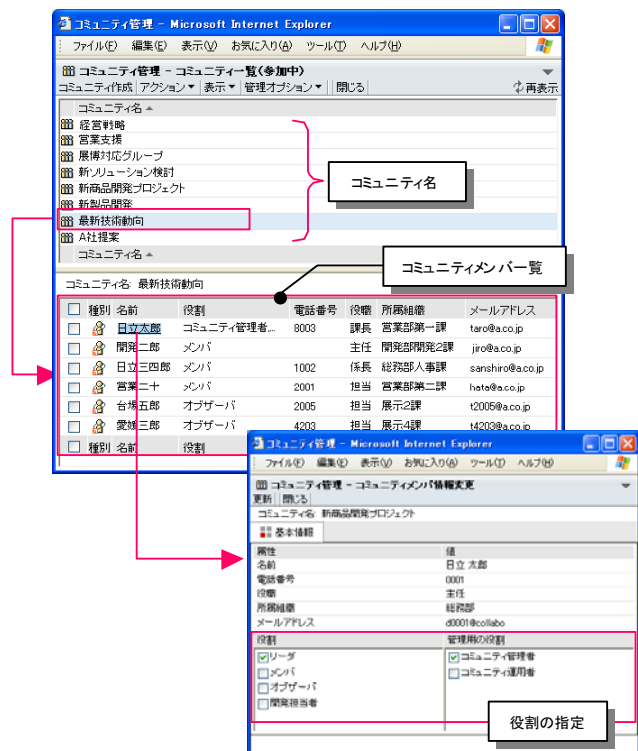 コミュニティ管理 - Microsoft Internet Explorer
ファイル(F) 編集(E) 表示(V) お気に入り(A) ツール(T) ヘルプ(H)
コミュニティ管理 - コミュニティ一覧(参加中)
コミュニティ作成 アクション▼ 表示▼ 管理オプション▼ 閉じる 再表示
コミュニティ名
経営戦略
営業支援
展博対応グループ
新ソリューション検討
新商品開発プロジェクト
新製品開発
最新技術動向
A社提案
コミュニティ名
コミュニティ名
コミュニティメンバ一覧
コミュニティ名 最新技術動向
種別 名前 役割 電話番号 役職 所属組織 メールアドレス
日立太郎 コミュニティ管理者,... 8003 課長 営業部第一課 taro@a.co.jp
開発二郎 メンバ 主任 開発部開発2課 jiro@a.co.jp
日立三四郎 メンバ 1002 係長 総務部人事課 sanshiro@a.co.jp
営業二十 メンバ 2001 担当 営業部第二課 hata@a.co.jp
台場五郎 オブザーバ 2005 担当 展示2課 t2005@a.co.jp
愛媛三郎 オブザーバ 4203 担当 展示4課 t4203@a.co.jp
種別 名前 役割
コミュニティ管理 - Microsoft Internet Explorer
ファイル(F) 編集(E) 表示(V) お気に入り(A) ツール(T) ヘルプ(H)
コミュニティ管理 - コミュニティメンバ情報変更
更新 閉じる
コミュニティ名 新商品開発プロジェクト
基本情報
属性 値
名前 日立 太郎
電話番号 0001
役職 主任
所属組織 総務部
メールアドレス d0001@collabo
役割 管理用の役割
リーダ コミュニティ管理者
メンバ コミュニティ運用者
オブザーバ
開発担当者
役割の指定